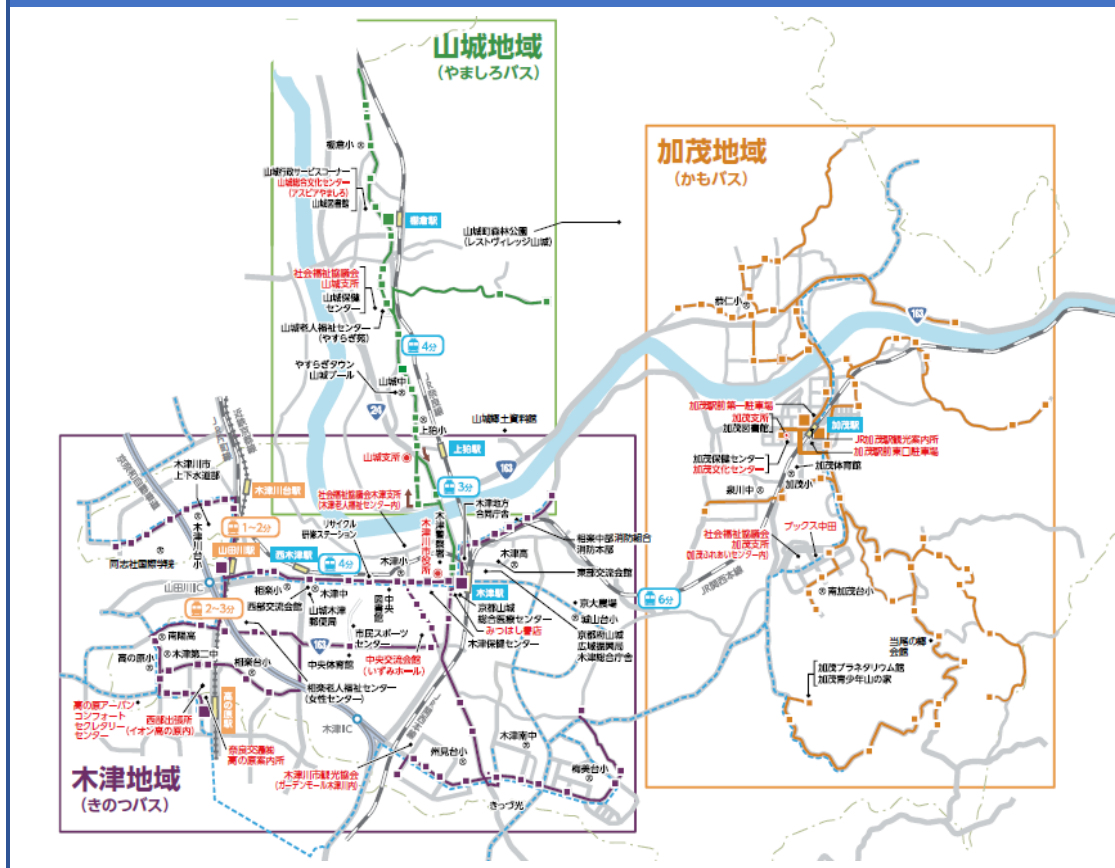 山城地域
(やましろバス)
棚倉小
山城行政サービスコーナー
山城総合文化センター
(アスピアやましろ)
山城図書館
棚倉駅
山城町森林公園
(レストヴィレッジ山城)
社会福祉協議会
山城支所
山城保健
センター
山城老人福祉センター
(やすらぎ苑)
4分
やすらぎタウン
山城プール
山城中
24
上狛小
山城郷土資料館
山城支所
上狛駅
163
3分
加茂地域
(かもバス)
恭仁小
163
加茂駅前第一駐車場
加茂支所
加茂図書館
加茂駅
JR加茂駅観光案内所
加茂駅前東口駐車場
加茂保健センター
加茂文化センター
加茂体育館
加茂小
泉川中
ブックス中田
社会福祉協議会
加茂支所
(加茂ふれあいセンター内)
JR関西本線
6分
南加茂台小
当尾の郷
会館
加茂プラネタリウム館
加茂青少年山の家
木津地域
(きのつバス)
木津川市
上下水道部
木津川台駅
木津川台小
1~2分
山田川駅
同志社国際学院
山田川IC
西木津駅
4分
社会福祉協議会木津支所
(木津老人福祉センター内)
リサイクル
研修ステーション
木津小
木津川市役所
木津警察署
木津地方
合同庁舎
相楽中部消防組合
消防本部
木津高
東部交流会館
木津駅
相楽小
西部交流会館
木津中
山城木津
郵便局
中央
図書館
京都山城
総合医療センター
みつはし書店
木津保健センター
京大農場
城山台小
京都府山城
広域振興局
木津総合庁舎
2~3分
南陽高
木津第二中
高の原小
相楽台小
163
市民スポーツ
センター
中央体育館
中央交流会館
(いずみホール)
相楽老人福祉センター
(女性センター)
高の原駅
高の原アーバン
コンフォート
セクレタリー
センター
西部出張所
(イオン高の原内)
奈良交通㈱
高の原案内所
木津IC
木津川市観光協会
(ガーデンモール木津川内)
州見台小
木津南中
梅美台小
きっづ光